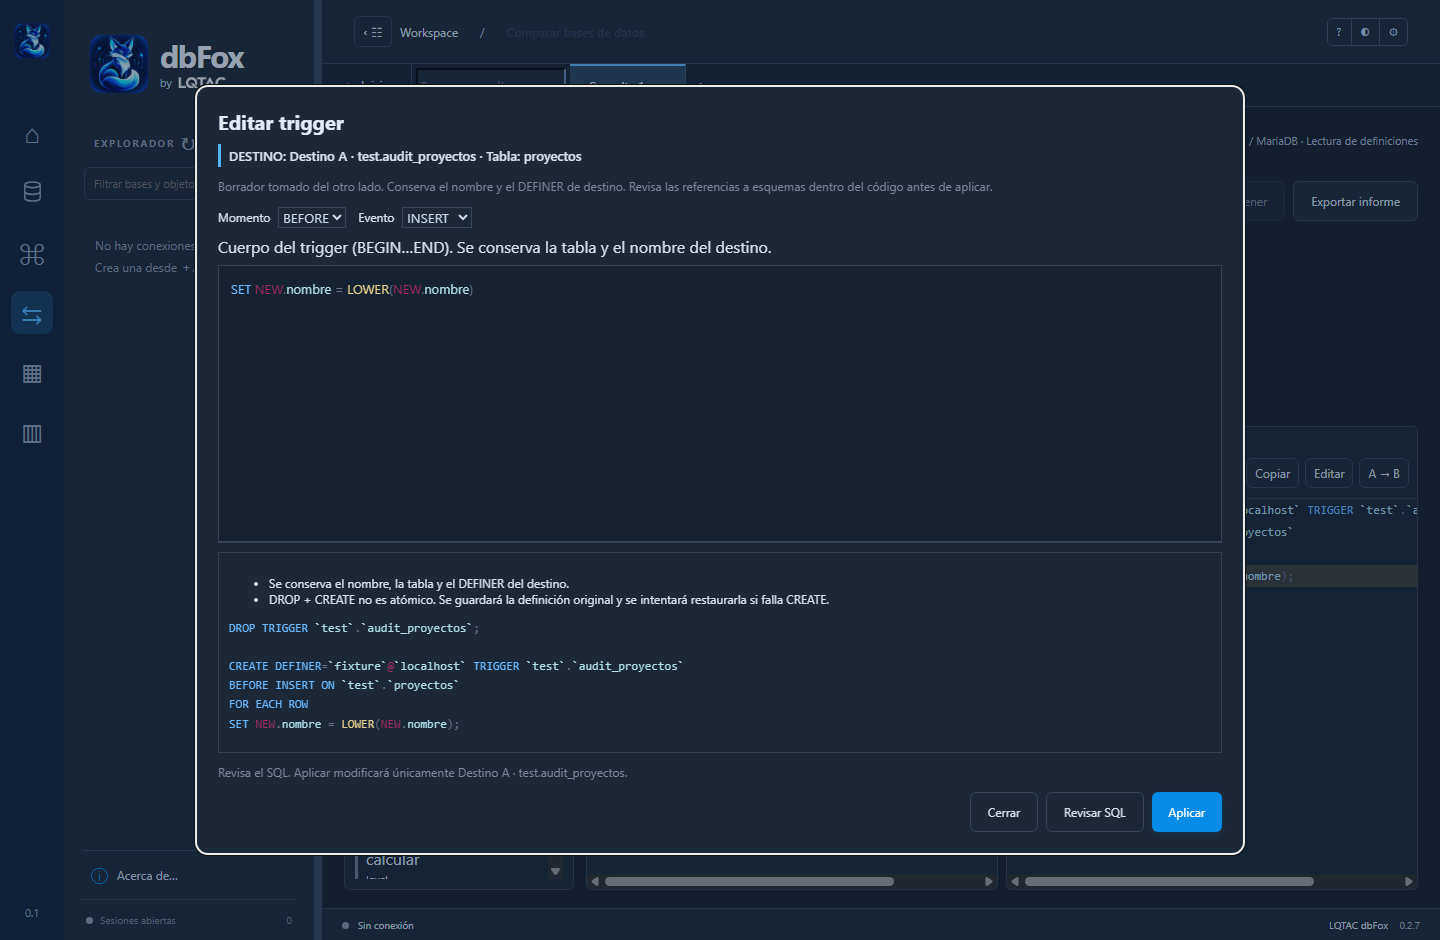 dbFox
by LQTAC
EXPLORADOR
Filtrar bases y objeto
No hay conexiones
Crea una desde +
Acerca de...
Sesiones abiertas 0
0.1
Workspace / Comparar bases de datos
? 
/ MariaDB · Lectura de definiciones
ener
Exportar informe
Editar trigger
DESTINO: Destino A · test.audit_proyectos · Tabla: proyectos
Borrador tomado del otro lado. Conserva el nombre y el DEFINER de destino. Revisa las referencias a esquemas dentro del código antes de aplicar.
Momento BEFORE Evento INSERT
Cuerpo del trigger (BEGIN...END). Se conserva la tabla y el nombre del destino.
SET NEW.nombre = LOWER(NEW.nombre)
• Se conserva el nombre, la tabla y el DEFINER del destino.
• DROP + CREATE no es atómico. Se guardará la definición original y se intentará restaurarla si falla CREATE.
DROP TRIGGER `test`.`audit_proyectos`;
CREATE DEFINER=`fixture`@`localhost` TRIGGER `test`.`audit_proyectos`
BEFORE INSERT ON `test`.`proyectos`
FOR EACH ROW
SET NEW.nombre = LOWER(NEW.nombre);
Revisa el SQL. Aplicar modificará únicamente Destino A · test.audit_proyectos.
Cerrar Revisar SQL Aplicar
Copiar Editar A → B
ocalhost` TRIGGER `test`.`a
oyectos`
nombre);
calcular
Sin conexión
LQTAC dbFox 0.2.7